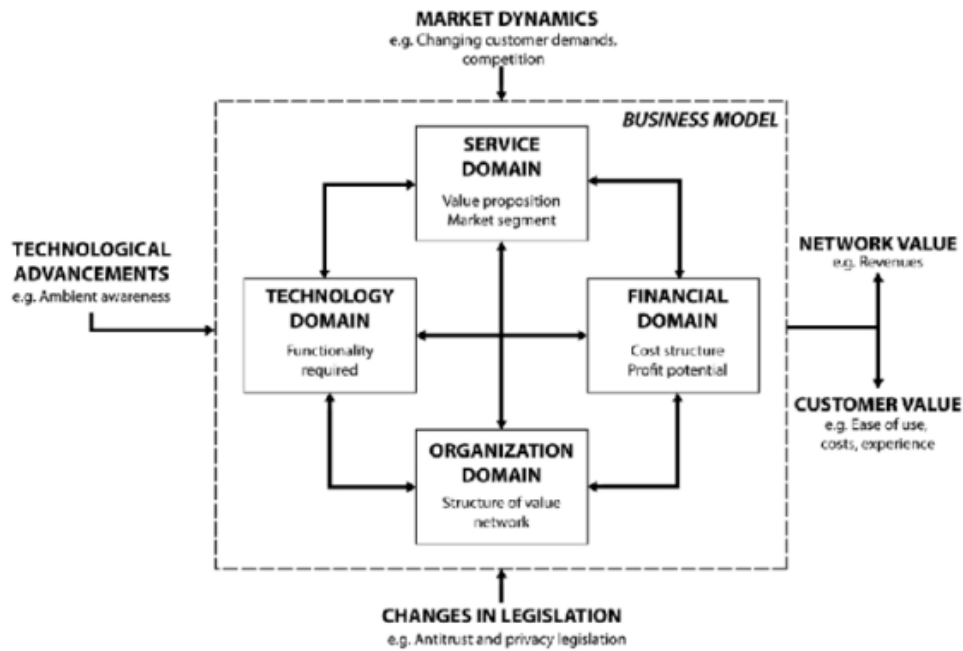 MARKET DYNAMICS
e.g. Changing customer demands,
competition
BUSINESS MODEL
SERVICE
DOMAIN
Value proposition
Market segment
TECHNOLOGICAL
ADVANCEMENTS
e.g. Ambient awareness
TECHNOLOGY
DOMAIN
Functionality
required
FINANCIAL
DOMAIN
Cost structure
Profit potential
NETWORK VALUE
e.g. Revenues
CUSTOMER VALUE
e.g. Ease of use,
costs, experience
ORGANIZATION
DOMAIN
Structure of value
network
CHANGES IN LEGISLATION
e.g. Antitrust and privacy legislation